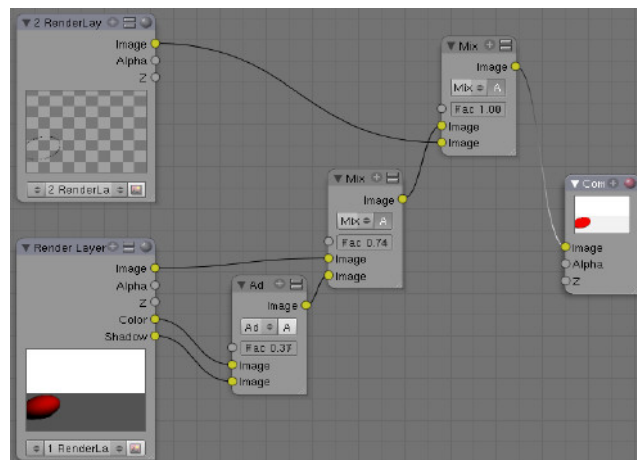 2 RenderLay
Image
Alpha
Z
2 RenderLa
Render Layer
Image
Alpha
Z
Color
Shadow
1 RenderLa
Ad
Image
Ad
A
Fac 0.37
Image
Image
Mix
Image
Mix
A
Fac 0.74
Image
Image
Mix
Image
Mix
A
Fac 1.00
Image
Image
Com
Image
Alpha
Z